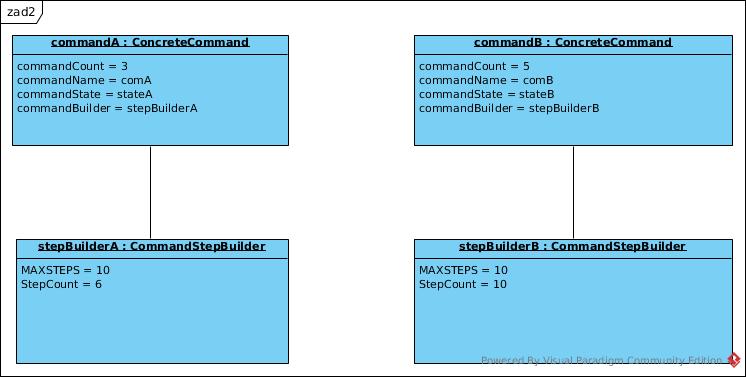 zad2
commandA : ConcreteCommand
commandCount = 3
commandName = comA
commandState = stateA
commandBuilder = stepBuilderA
commandB : ConcreteCommand
commandCount = 5
commandName = comB
commandState = stateB
commandBuilder = stepBuilderB
stepBuilderA : CommandStepBuilder
MAXSTEPS = 10
StepCount = 6
stepBuilderB : CommandStepBuilder
MAXSTEPS = 10
StepCount = 10
Powered By Visual Paradigm Community Edition